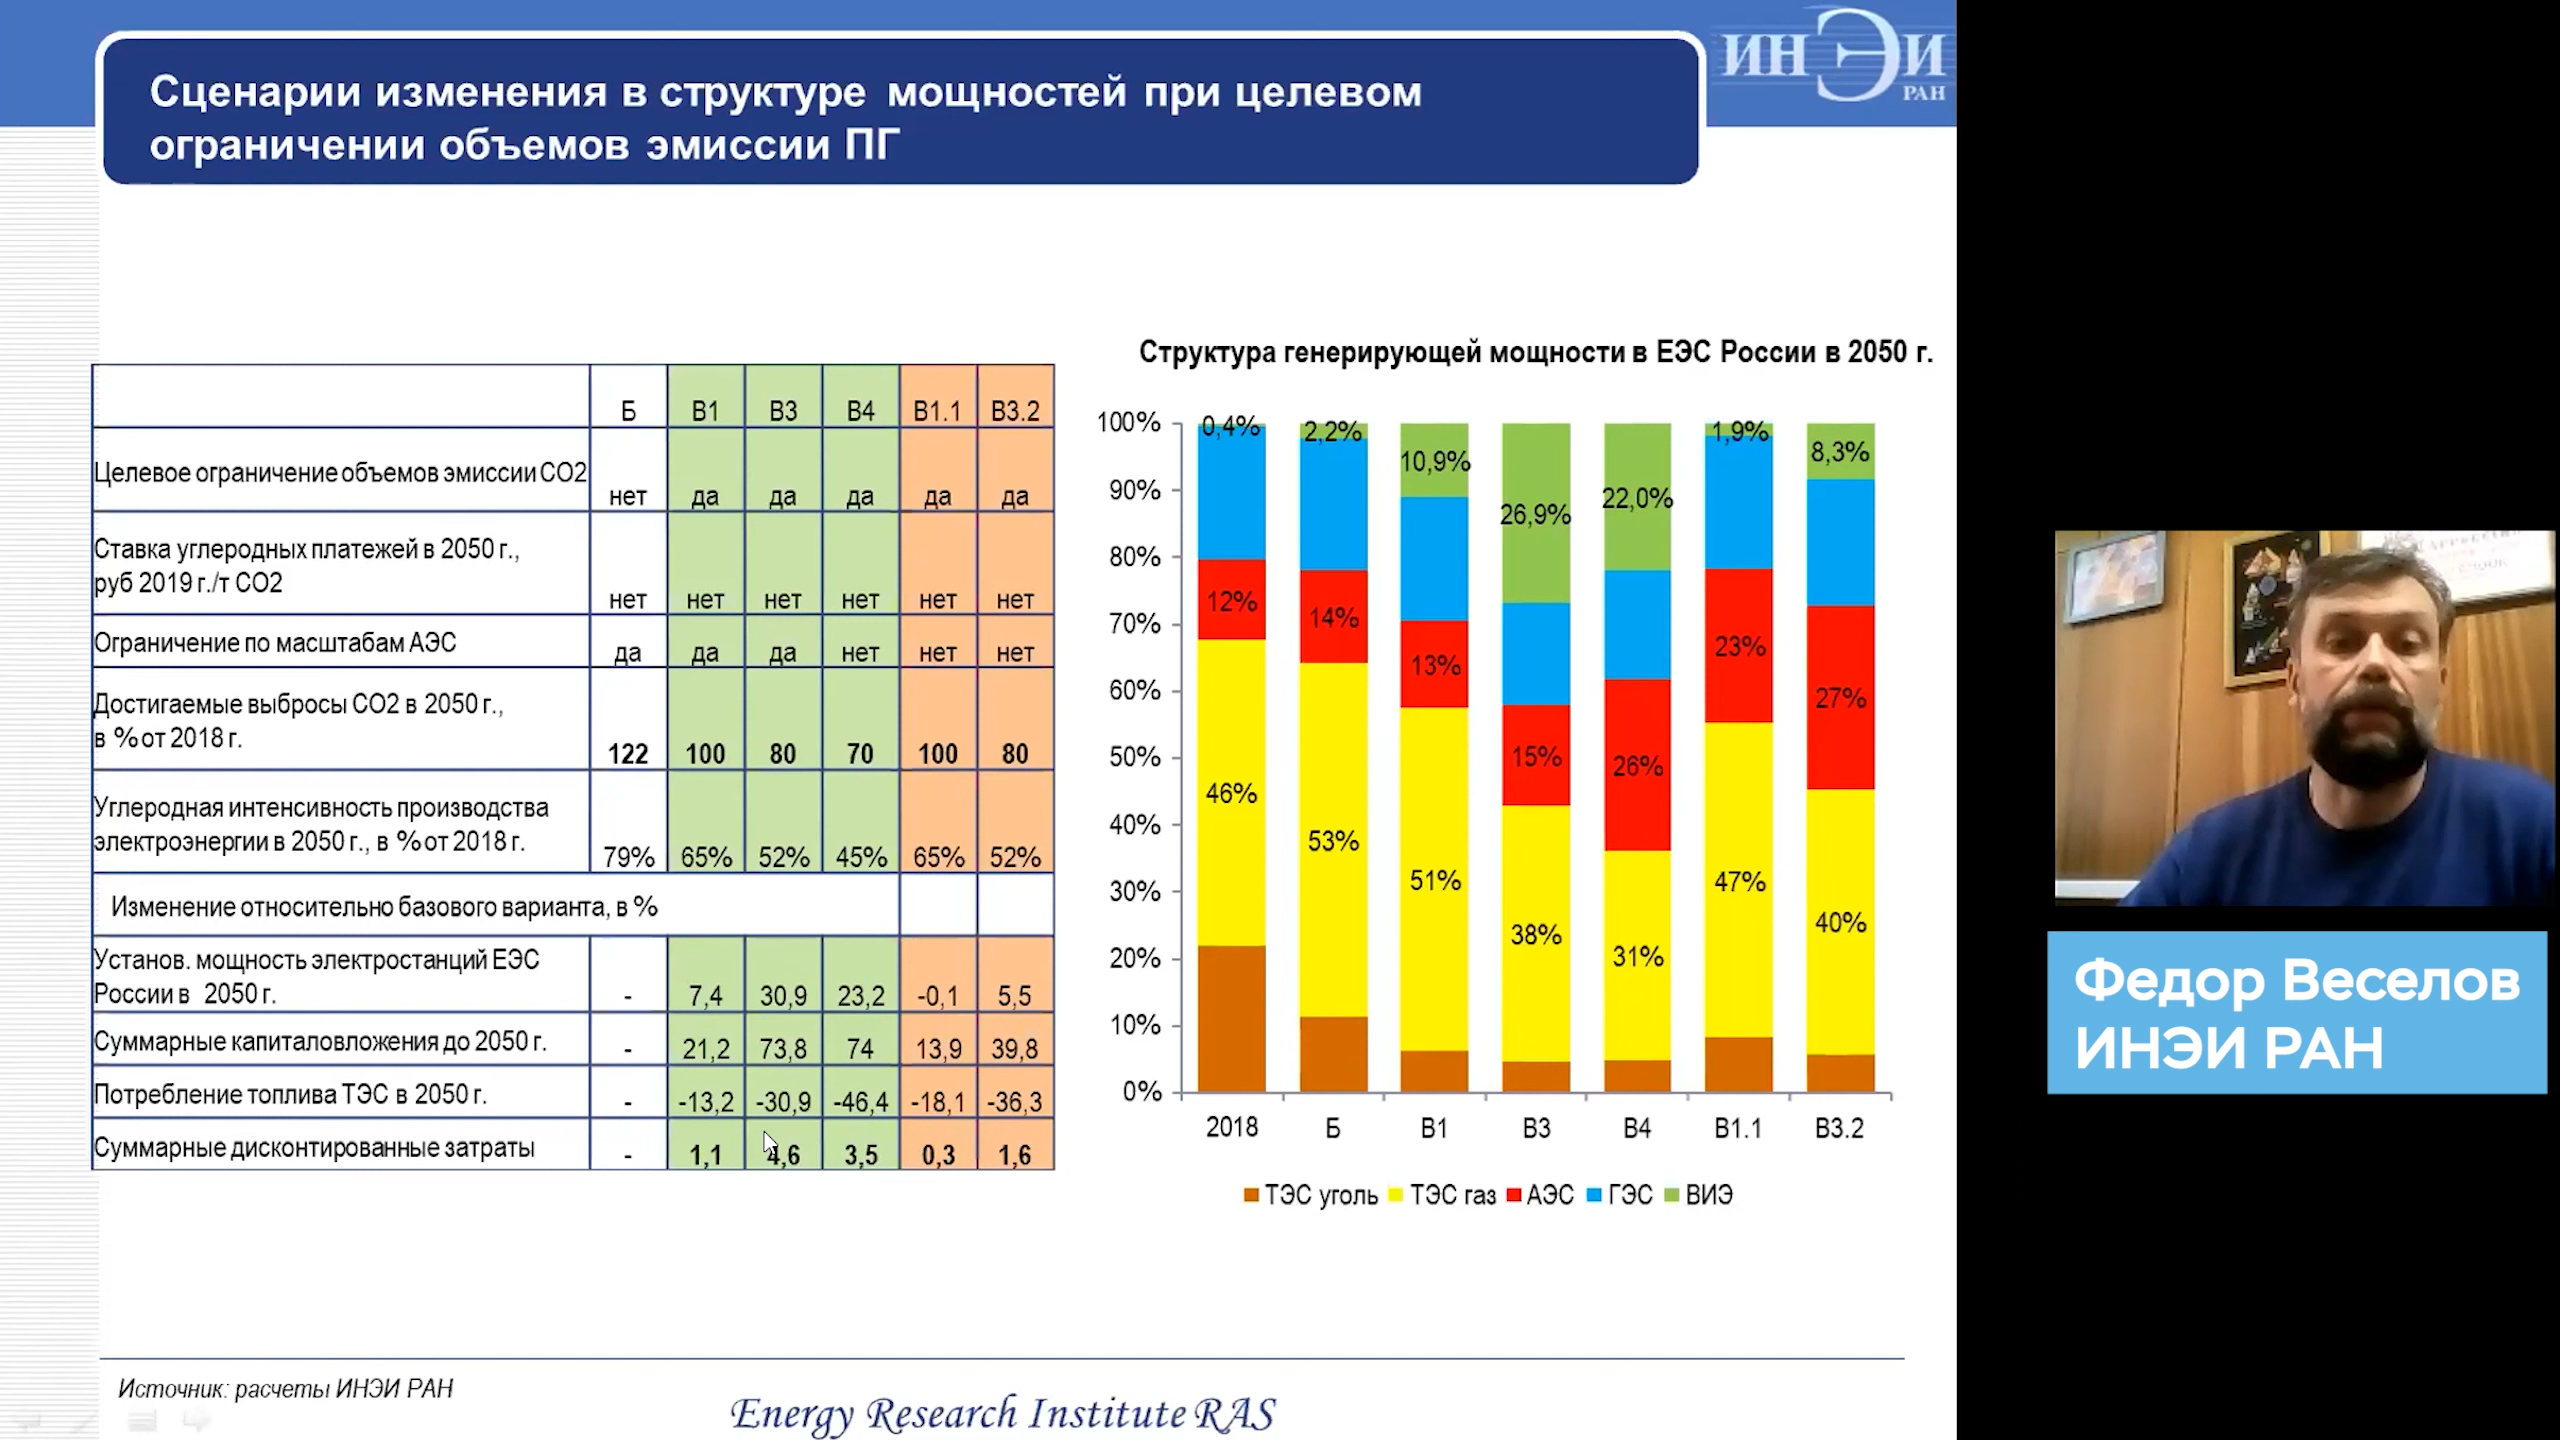 Сценарии изменения в структуре мощностей при целевом
ограничении объемов эмиссии ПГ
ИНЭИ
РАН
Б В1 В3 В4 В1.1 В3.2
Целевое ограничение объемов эмиссии СО2 нет да да да да да
Ставка углеродных платежей в 2050 г.,
руб 2019 г./т СО2 нет нет нет нет нет нет
Ограничение по масштабам АЭС да да да нет нет нет
Достигаемые выбросы СО2 в 2050 г.,
в % от 2018 г. 122 100 80 70 100 80
Углеродная интенсивность производства
электроэнергии в 2050 г., в % от 2018 г. 79% 65% 52% 45% 65% 52%
Изменение относительно базового варианта, в %
Установ. мощность электростанций ЕЭС
России в 2050 г. - 7,4 30,9 23,2 -0,1 5,5
Суммарные капиталовложения до 2050 г. - 21,2 73,8 74 13,9 39,8
Потребление топлива ТЭС в 2050 г. - -13,2 -30,9 -46,4 -18,1 -36,3
Суммарные дисконтированные затраты - 1,1 4,6 3,5 0,3 1,6
Структура генерирующей мощности в ЕЭС России в 2050 г.
100%
90%
80%
70%
60%
50%
40%
30%
20%
10%
0%
0,4% 2,2% 10,9% 26,9% 22,0% 1,9% 8,3%
12% 14% 13% 15% 26% 23% 27%
46% 53% 51% 38% 31% 47% 40%
2018 Б В1 В3 В4 В1.1 В3.2
ТЭС уголь ТЭС газ АЭС ГЭС ВИЭ
Источник: расчеты ИНЭИ РАН
Energy Research Institute RAS
Федор Веселов
ИНЭИ РАН